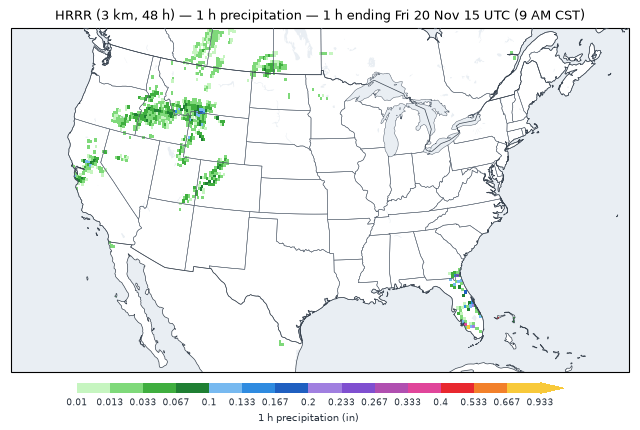 HRRR (3 km, 48 h) — 1 h precipitation — 1 h ending Fri 20 Nov 15 UTC (9 AM CST)
0.01 0.013 0.033 0.067 0.1 0.133 0.167 0.2 0.233 0.267 0.333 0.4 0.533 0.667 0.933
1 h precipitation (in)